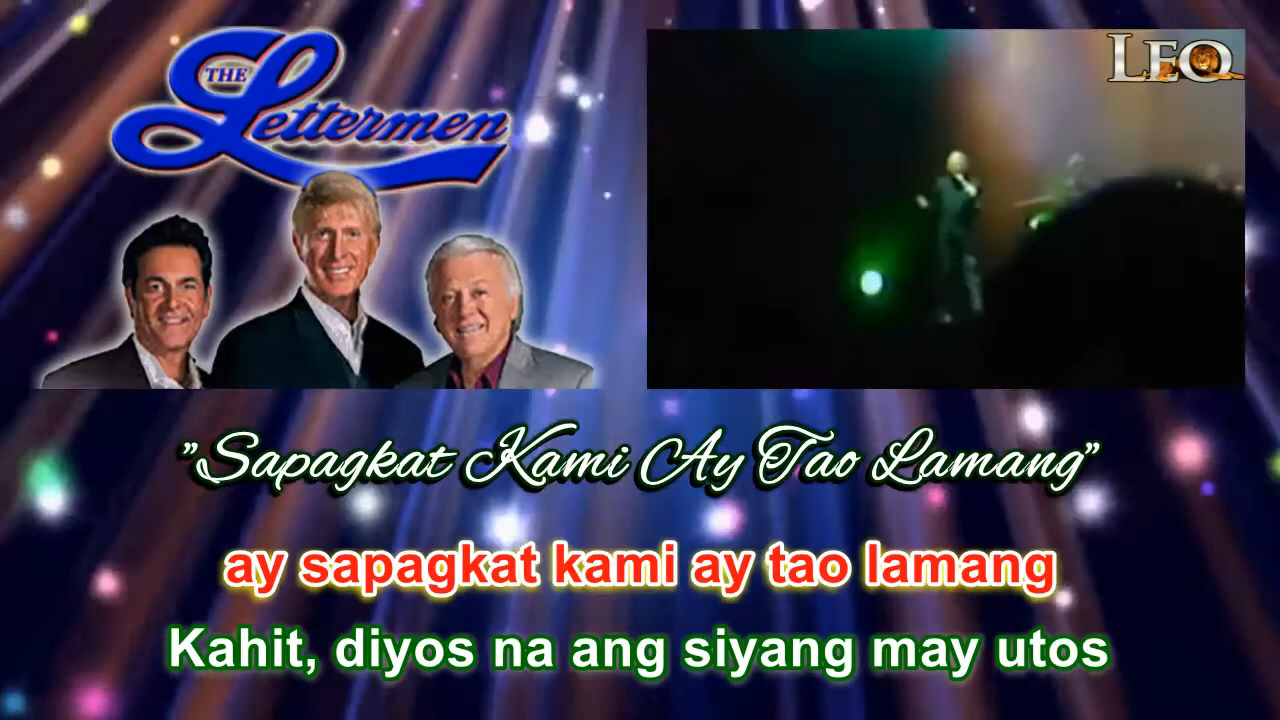 THE
Lettermen
LEO
"Sapagkat Kami Ay Tao Lamang"
ay sapagkat kami ay tao lamang
Kahit, diyos na ang siyang may utos